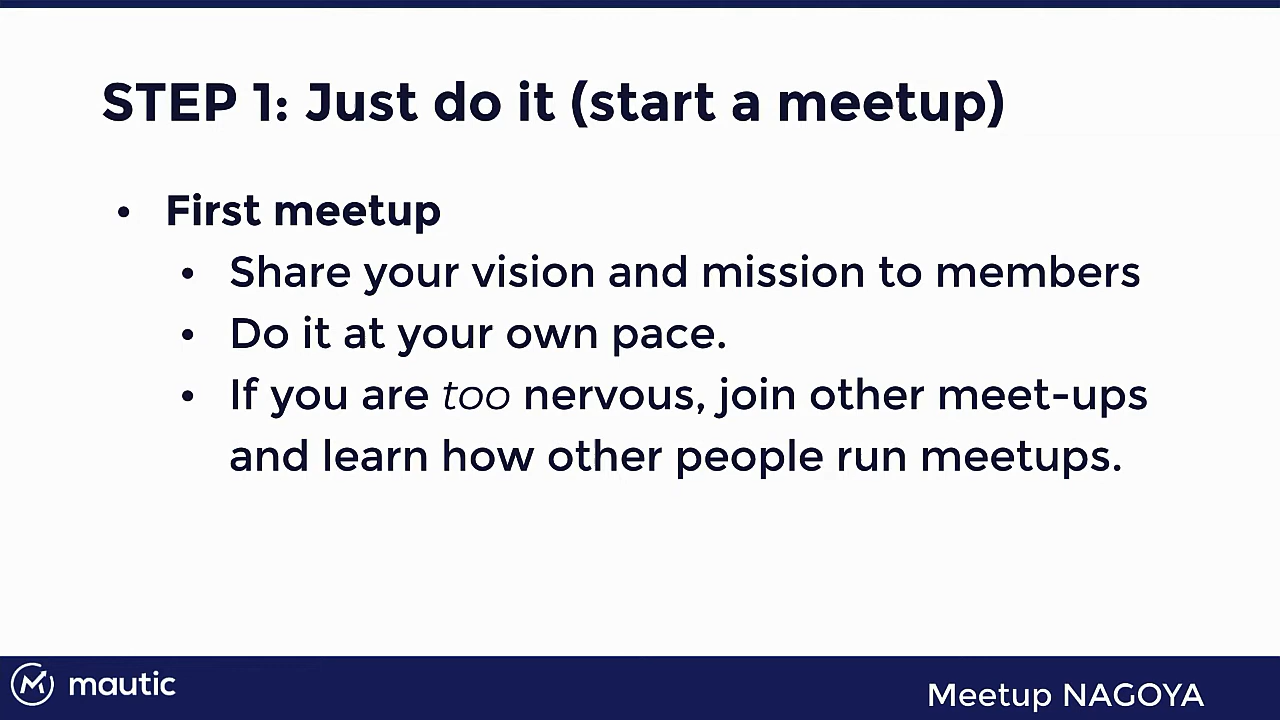 STEP 1: Just do it (start a meetup)
• First meetup
• Share your vision and mission to members
• Do it at your own pace.
• If you are too nervous, join other meet-ups
and learn how other people run meetups.
mautic
Meetup NAGOYA